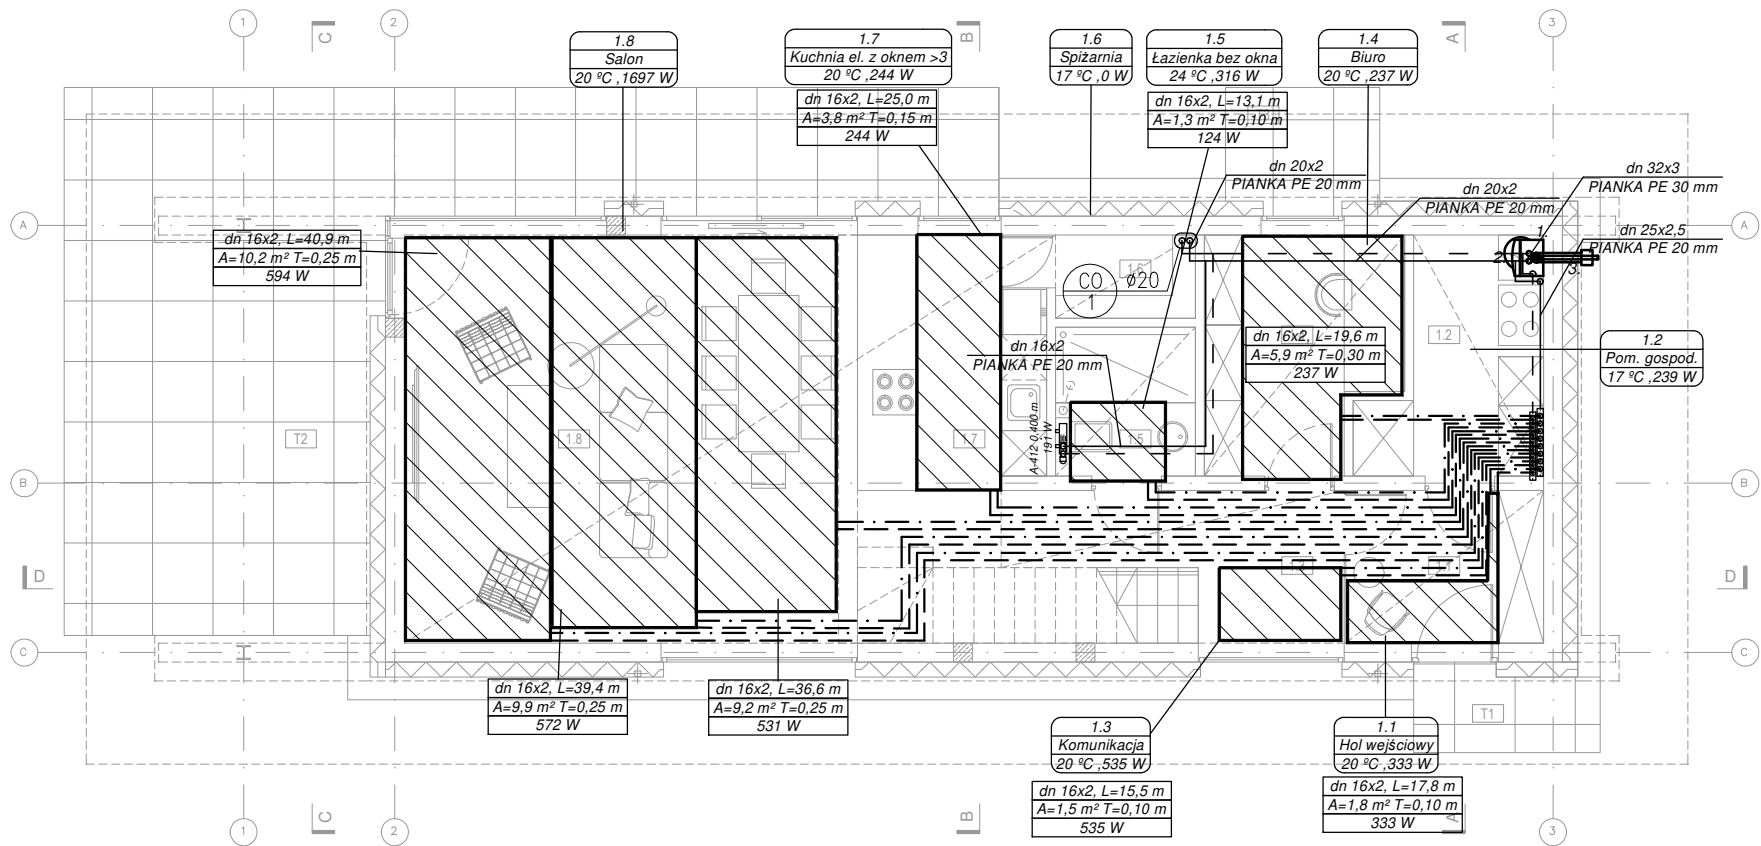 1
2
3
C
B
A
1.8
Salon
20 ºC ,1697 W
1.7
Kuchnia el. z oknem >3
20 ºC ,244 W
dn 16x2, L=25,0 m
A=3,8 m² T=0,15 m
244 W
1.6
Spiżarnia
17 ºC ,0 W
1.5
Łazienka bez okna
24 ºC ,316 W
dn 16x2, L=13,1 m
A=1,3 m² T=0,10 m
124 W
1.4
Biuro
20 ºC ,237 W
dn 20x2
PIANKA PE 20 mm
dn 20x2
PIANKA PE 20 mm
dn 32x3
PIANKA PE 30 mm
dn 25x2,5
PIANKA PE 20 mm
A
A
dn 16x2, L=40,9 m
A=10,2 m² T=0,25 m
594 W
1.
2.
3.
1.6
CO
1
ϕ20
dn 16x2
PIANKA PE 20 mm
dn 16x2, L=19,6 m
A=5,9 m² T=0,30 m
237 W
1.2
1.2
Pom. gospod.
17 ºC ,239 W
T2
1.8
1.7
A-412 0,400 m
191 W
1.5
B
B
D
D
1.1
C
C
dn 16x2, L=39,4 m
A=9,9 m² T=0,25 m
572 W
dn 16x2, L=36,6 m
A=9,2 m² T=0,25 m
531 W
T1
1.3
Komunikacja
20 ºC ,535 W
dn 16x2, L=15,5 m
A=1,5 m² T=0,10 m
535 W
1.1
Hol wejściowy
20 ºC ,333 W
dn 16x2, L=17,8 m
A=1,8 m² T=0,10 m
333 W
1
2
3
C
B
A